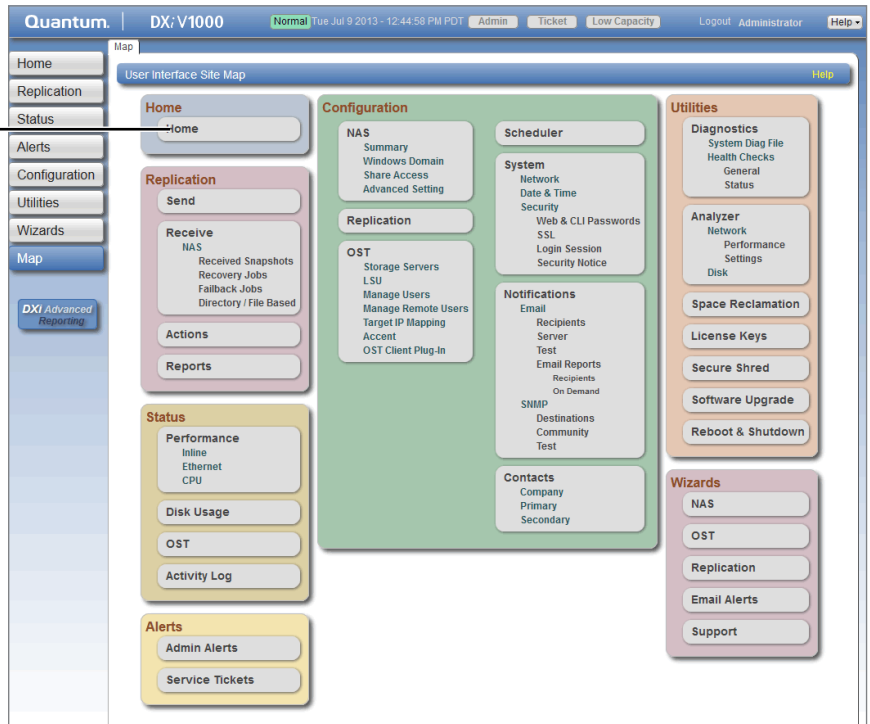 Quantum.
DXi V1000
Normal
Tue Jul 9 2013 - 12:44:58 PM PDT
Admin
Ticket
Low Capacity
Logout Administrator
Help
Home
Replication
Status
Alerts
Configuration
Utilities
Wizards
Map
DXi Advanced
Reporting
Map
User Interface Site Map
Help
Home
Home
Replication
Send
Receive
NAS
Received Snapshots
Recovery Jobs
Failback Jobs
Directory / File Based
Actions
Reports
Status
Performance
Inline
Ethernet
CPU
Disk Usage
OST
Activity Log
Alerts
Admin Alerts
Service Tickets
Configuration
NAS
Summary
Windows Domain
Share Access
Advanced Setting
Replication
OST
Storage Servers
LSU
Manage Users
Manage Remote Users
Target IP Mapping
Accent
OST Client Plug-In
Scheduler
System
Network
Date & Time
Security
Web & CLI Passwords
SSL
Login Session
Security Notice
Notifications
Email
Recipients
Server
Test
Email Reports
Recipients
On Demand
SNMP
Destinations
Community
Test
Contacts
Company
Primary
Secondary
Utilities
Diagnostics
System Diag File
Health Checks
General
Status
Analyzer
Network
Performance
Settings
Disk
Space Reclamation
License Keys
Secure Shred
Software Upgrade
Reboot & Shutdown
Wizards
NAS
OST
Replication
Email Alerts
Support